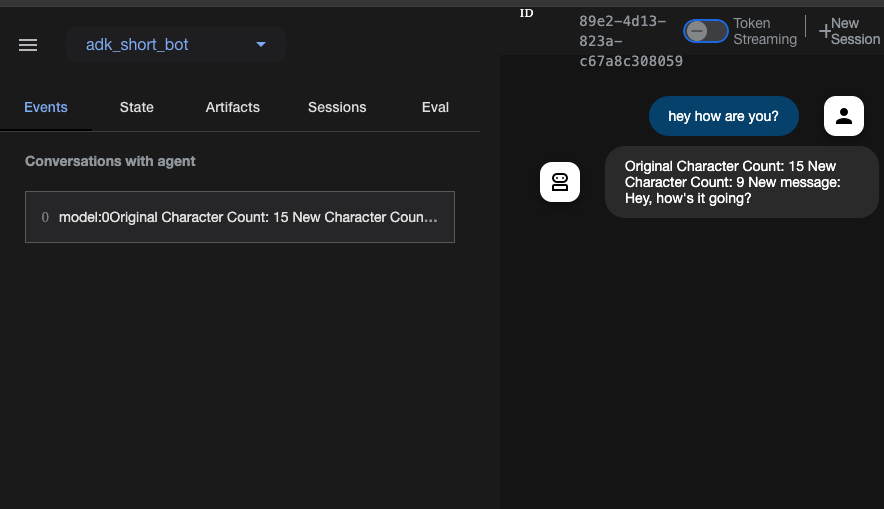 adk_short_bot
Events State Artifacts Sessions Eval
Conversations with agent
0 model:0Original Character Count: 15 New Character Coun...
ID
89e2-4d13-
823a-
c67a8c308059
Token
Streaming
New
Session
hey how are you?
Original Character Count: 15 New
Character Count: 9 New message:
Hey, how's it going?